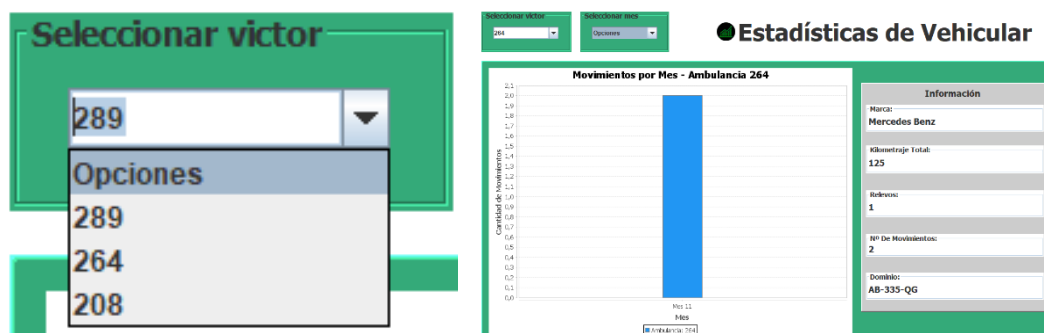 Seleccionar victor
289
Opciones
289
264
208
Seleccionar victor
264
Seleccionar mes
Opciones
Estadísticas de Vehicular
Movimientos por Mes - Ambulancia 264
Cantidad de Movimientos
2,1
2,0
1,9
1,8
1,7
1,6
1,5
1,4
1,3
1,2
1,1
1,0
0,9
0,8
0,7
0,6
0,5
0,4
0,3
0,2
0,1
0,0
Mes 11
Mes
Ambulancia 264
Información
Marca:
Mercedes Benz
Kilometraje Total:
125
Relevos:
1
Nº De Movimientos:
2
Dominio:
AB-335-QG